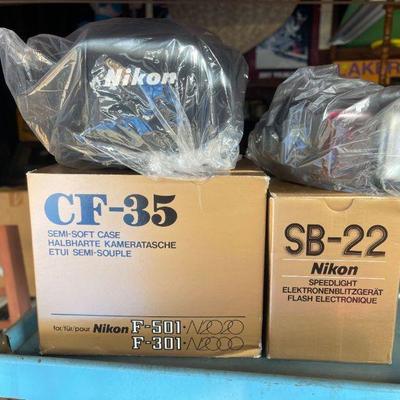 Nikon
LAKER
CF-35
SEMI-SOFT CASE
HALBHARTE KAMERATASCHE
ETUI SEMI-SOUPLE
for/für/pour Nikon F-501·N2020
F-301·N2000
SB-22
Nikon
SPEEDLIGHT
ELEKTRONENBLITZGERÄT
FLASH ELECTRONIQUE